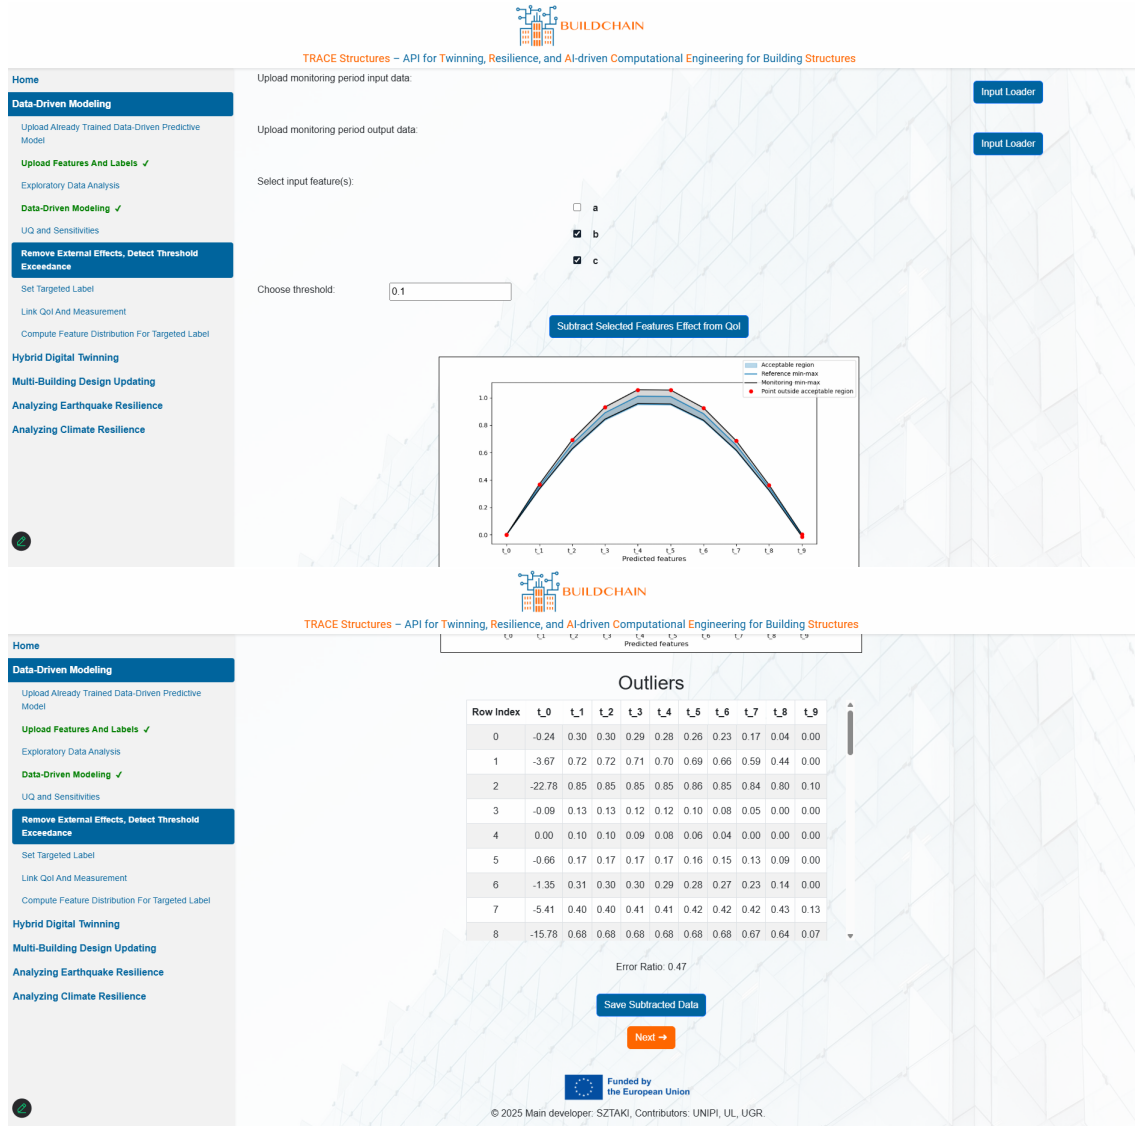 BUILDCHAIN
TRACE Structures – API for Twinning, Resilience, and AI-driven Computational Engineering for Building Structures
Home
Data-Driven Modeling
Upload Already Trained Data-Driven Predictive
Model
Upload Features And Labels ✓
Exploratory Data Analysis
Data-Driven Modeling ✓
UQ and Sensitivities
Remove External Effects, Detect Threshold
Exceedance
Set Targeted Label
Link QoI And Measurement
Compute Feature Distribution For Targeted Label
Hybrid Digital Twinning
Multi-Building Design Updating
Analyzing Earthquake Resilience
Analyzing Climate Resilience
Upload monitoring period input data:
Input Loader
Upload monitoring period output data:
Input Loader
Select input feature(s):
a
b
c
Choose threshold: 0.1
Subtract Selected Features Effect from QoI
Acceptable region
Reference min-max
Monitoring min-max
Point outside acceptable region
1.0
0.8
0.6
0.4
0.2
0.0
t_0 t_1 t_2 t_3 t_4 t_5 t_6 t_7 t_8 t_9
Predicted features
BUILDCHAIN
TRACE Structures – API for Twinning, Resilience, and AI-driven Computational Engineering for Building Structures
Home
Data-Driven Modeling
Upload Already Trained Data-Driven Predictive
Model
Upload Features And Labels ✓
Exploratory Data Analysis
Data-Driven Modeling ✓
UQ and Sensitivities
Remove External Effects, Detect Threshold
Exceedance
Set Targeted Label
Link QoI And Measurement
Compute Feature Distribution For Targeted Label
Hybrid Digital Twinning
Multi-Building Design Updating
Analyzing Earthquake Resilience
Analyzing Climate Resilience
t_0 t_1 t_2 t_3 t_4 t_5 t_6 t_7 t_8 t_9
Predicted features
Outliers
Row Index t_0 t_1 t_2 t_3 t_4 t_5 t_6 t_7 t_8 t_9
0 -0.24 0.30 0.30 0.29 0.28 0.26 0.23 0.17 0.04 0.00
1 -3.67 0.72 0.72 0.71 0.70 0.69 0.66 0.59 0.44 0.00
2 -22.78 0.85 0.85 0.85 0.85 0.86 0.85 0.84 0.80 0.10
3 -0.09 0.13 0.13 0.12 0.12 0.10 0.08 0.05 0.00 0.00
4 0.00 0.10 0.10 0.09 0.08 0.06 0.04 0.00 0.00 0.00
5 -0.66 0.17 0.17 0.17 0.17 0.16 0.15 0.13 0.09 0.00
6 -1.35 0.31 0.30 0.30 0.29 0.28 0.27 0.23 0.14 0.00
7 -5.41 0.40 0.40 0.41 0.41 0.42 0.42 0.42 0.43 0.13
8 -15.78 0.68 0.68 0.68 0.68 0.68 0.68 0.67 0.64 0.07
Error Ratio: 0.47
Save Subtracted Data
Next →
Funded by
the European Union
© 2025 Main developer: SZTAKI, Contributors: UNIPI, UL, UGR.